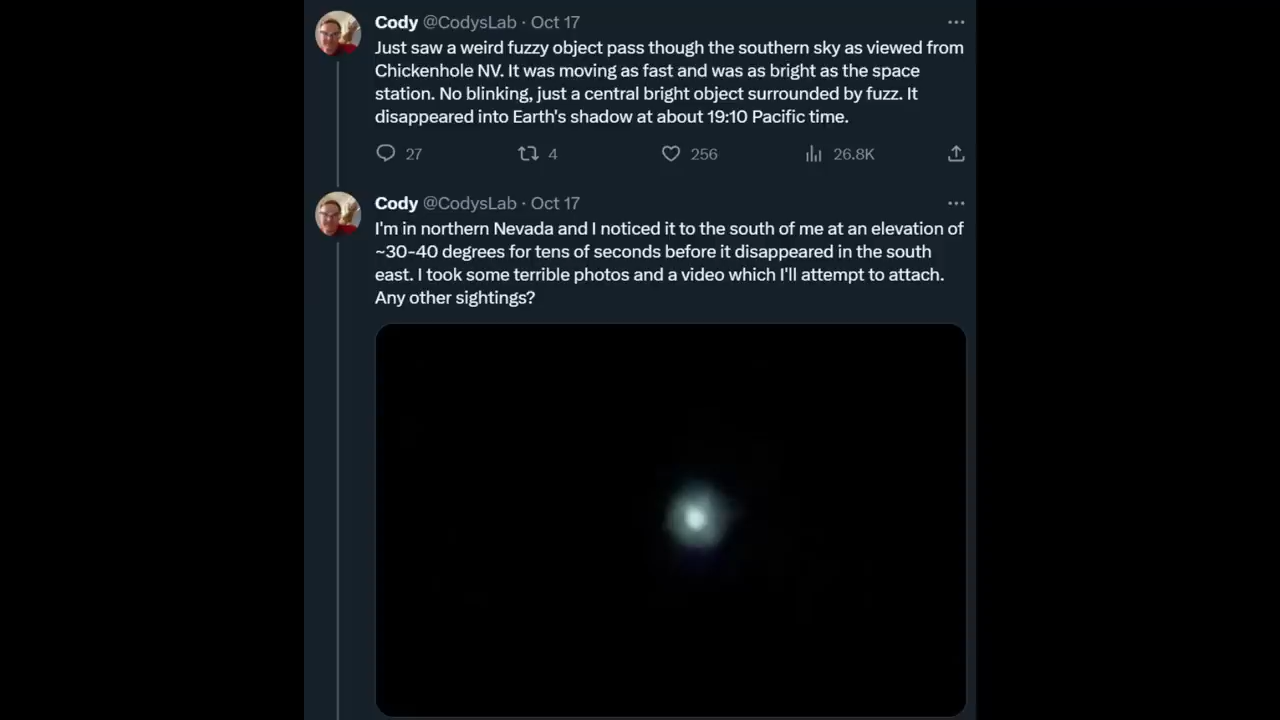 Cody @CodysLab · Oct 17
Just saw a weird fuzzy object pass though the southern sky as viewed from
Chickenhole NV. It was moving as fast and was as bright as the space
station. No blinking, just a central bright object surrounded by fuzz. It
disappeared into Earth's shadow at about 19:10 Pacific time.
27 4 256 26.8K
Cody @CodysLab · Oct 17
I'm in northern Nevada and I noticed it to the south of me at an elevation of
~30-40 degrees for tens of seconds before it disappeared in the south
east. I took some terrible photos and a video which I'll attempt to attach.
Any other sightings?